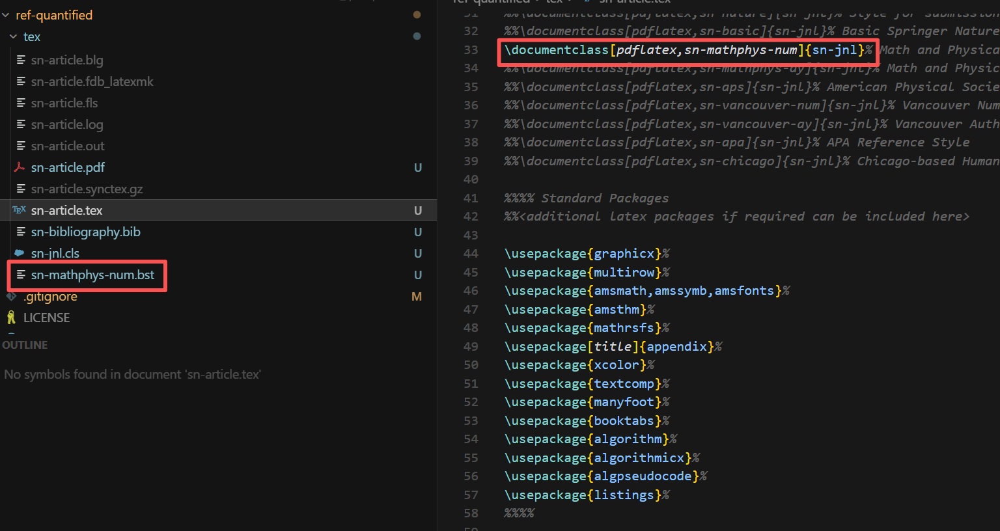 ref-quantified
tex
sn-article.blg
sn-article.fdb_latexmk
sn-article.fls
sn-article.log
sn-article.out
sn-article.pdf U
sn-article.synctex.gz
TEX sn-article.tex U
sn-bibliography.bib U
sn-jnl.cls U
sn-mathphys-num.bst U
.gitignore M
LICENSE
OUTLINE
No symbols found in document 'sn-article.tex'
ref-quantified > tex > sn-article.tex
31 %%\documentclass[pdflatex,sn-nature]{sn-jnl}% Style for submission
32 %%\documentclass[pdflatex,sn-basic]{sn-jnl}% Basic Springer Nature
33 \documentclass[pdflatex,sn-mathphys-num]{sn-jnl}% Math and Physica
34 %%\documentclass[pdflatex,sn-mathphys-ay]{sn-jnl}% Math and Physic
35 %%\documentclass[pdflatex,sn-aps]{sn-jnl}% American Physical Socie
36 %%\documentclass[pdflatex,sn-vancouver-num]{sn-jnl}% Vancouver Num
37 %%\documentclass[pdflatex,sn-vancouver-ay]{sn-jnl}% Vancouver Auth
38 %%\documentclass[pdflatex,sn-apa]{sn-jnl}% APA Reference Style
39 %%\documentclass[pdflatex,sn-chicago]{sn-jnl}% Chicago-based Human
40
41 %%%% Standard Packages
42 %%<additional latex packages if required can be included here>
43
44 \usepackage{graphicx}%
45 \usepackage{multirow}%
46 \usepackage{amsmath,amssymb,amsfonts}%
47 \usepackage{amsthm}%
48 \usepackage{mathrsfs}%
49 \usepackage[title]{appendix}%
50 \usepackage{xcolor}%
51 \usepackage{textcomp}%
52 \usepackage{manyfoot}%
53 \usepackage{booktabs}%
54 \usepackage{algorithm}%
55 \usepackage{algorithmicx}%
56 \usepackage{algpseudocode}%
57 \usepackage{listings}%
58 %%%%